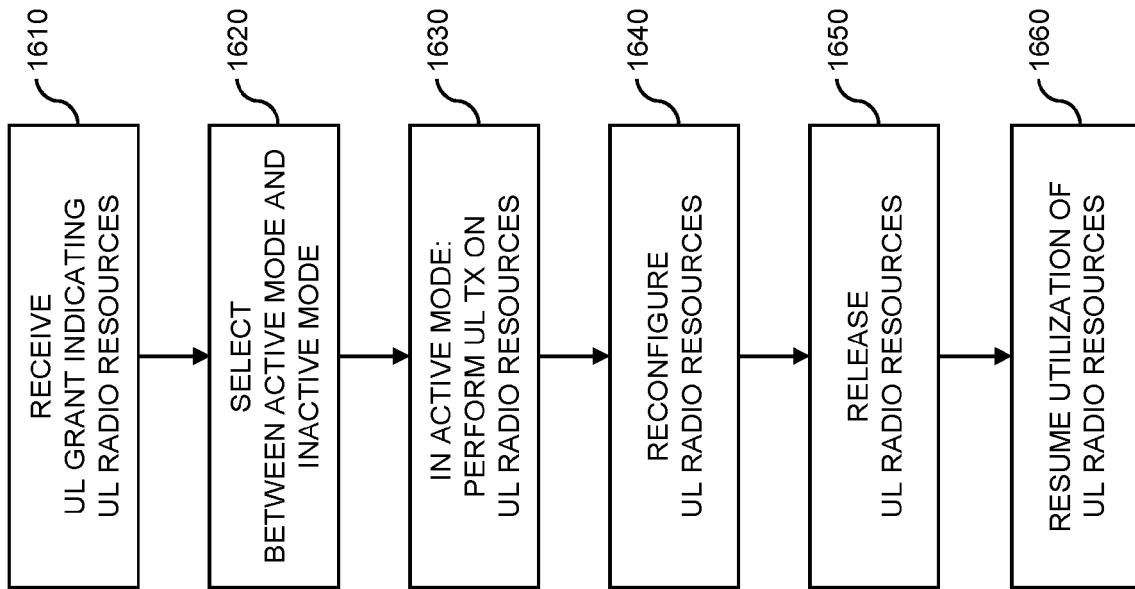 RECEIVE
UL GRANT INDICATING
UL RADIO RESOURCES
1610
SELECT
BETWEEN ACTIVE MODE AND
INACTIVE MODE
1620
IN ACTIVE MODE:
PERFORM UL TX ON
UL RADIO RESOURCES
1630
RECONFIGURE
UL RADIO RESOURCES
1640
RELEASE
UL RADIO RESOURCES
1650
RESUME UTILIZATION OF
UL RADIO RESOURCES
1660